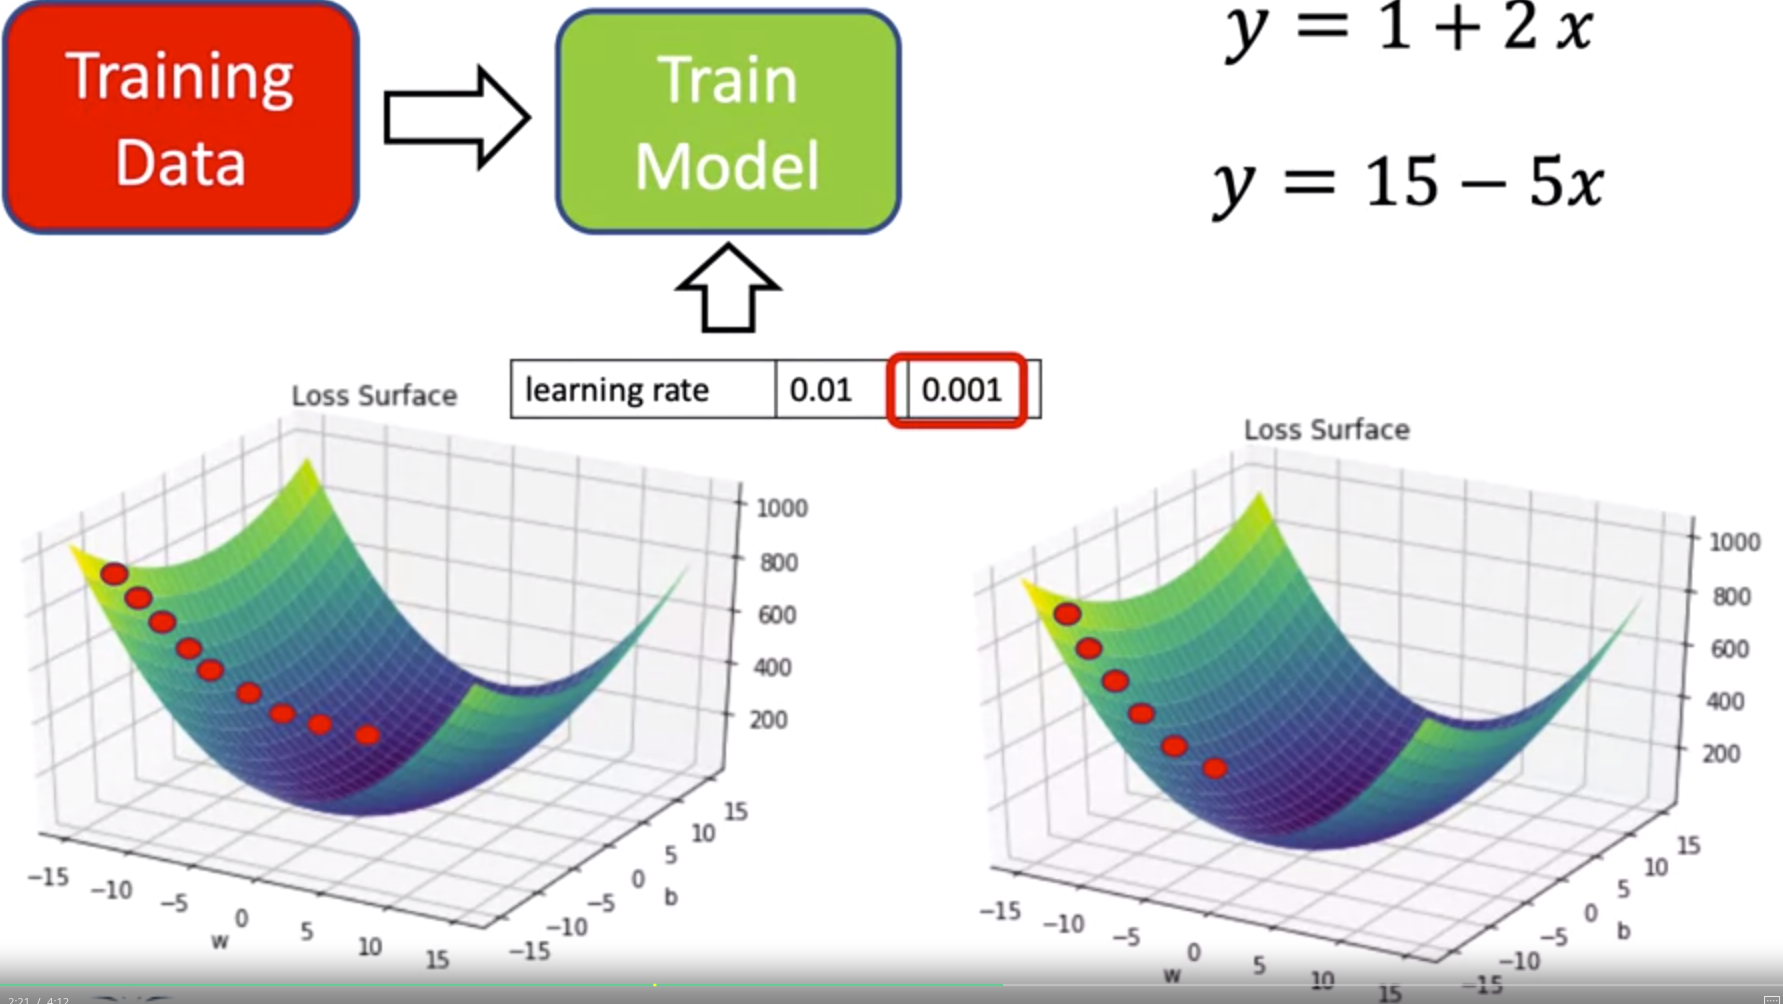 Training
Data
Train
Model
y = 1 + 2 x
y = 15 − 5x
learning rate 0.01 0.001
Loss Surface
1000
800
600
400
200
−15 −10 −5 0 5 10 15
w
−15 −10 −5 0 5 10 15
b
Loss Surface
1000
800
600
400
200
−15 −10 −5 0 5 10 15
w
−15 −10 −5 0 5 10 15
b
2:21 / 4:12